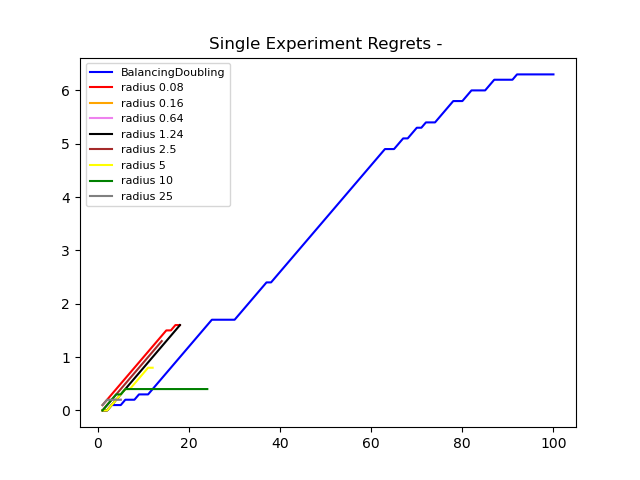 Single Experiment Regrets -
BalancingDoubling
radius 0.08
radius 0.16
radius 0.64
radius 1.24
radius 2.5
radius 5
radius 10
radius 25
6
5
4
3
2
1
0
0 20 40 60 80 100